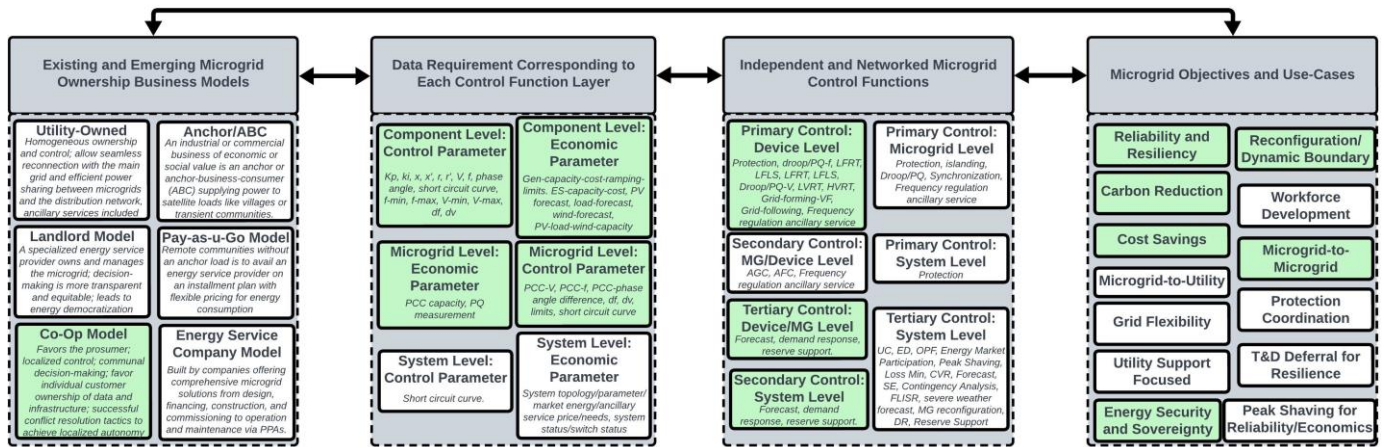 Existing and Emerging Microgrid
Ownership Business Models
Data Requirement Corresponding to
Each Control Function Layer
Independent and Networked Microgrid
Control Functions
Microgrid Objectives and Use-Cases
Utility-Owned
Homogeneous ownership
and control; allow seamless
reconnection with the main
grid and efficient power
sharing between microgrids
and the distribution network,
ancillary services included
Anchor/ABC
An industrial or commercial
business of economic or
social value is an anchor or
anchor-business-consumer
(ABC) supplying power to
satellite loads like villages or
transient communities.
Landlord Model
A specialized energy service
provider owns and manages
the microgrid; decision-
making is more transparent
and equitable; leads to
energy democratization
Pay-as-u-Go Model
Remote communities without
an anchor load is to avail an
energy service provider on
an installment plan with
flexible pricing for energy
consumption
Co-Op Model
Favors the prosumer;
localized control; communal
decision-making; favor
individual customer
ownership of data and
infrastructure; successful
conflict resolution tactics to
achieve localized autonomy
Energy Service
Company Model
Built by companies offering
comprehensive microgrid
solutions from design,
financing, construction, and
commissioning to operation
and maintenance via PPAs.
Component Level:
Control Parameter
Kp, ki, x, x', r, r', V, f, phase
angle, short circuit curve,
f-min, f-max, V-min, V-max,
df, dv
Component Level:
Economic
Parameter
Gen-capacity-cost-ramping-
limits. ES-capacity-cost, PV
forecast, load-forecast,
wind-forecast,
PV-load-wind-capacity
Microgrid Level:
Economic
Parameter
PCC capacity, PQ
measurement
Microgrid Level:
Control Parameter
PCC-V, PCC-f, PCC-phase
angle difference, df, dv,
limits, short circuit curve
System Level:
Control Parameter
Short circuit curve.
System Level:
Economic
Parameter
System topology/parameter/
market energy/ancillary
service price/needs, system
status/switch status
Primary Control:
Device Level
Protection, droop/PQ-f, LFRT,
LFLS, LFRT, LFLS,
Droop/PQ-V, LVRT, HVRT,
Grid-forming-VF,
Grid-following, Frequency
regulation ancillary service
Primary Control:
Microgrid Level
Protection, islanding,
Droop/PQ, Synchronization,
Frequency regulation
ancillary service
Secondary Control:
MG/Device Level
AGC, AFC, Frequency
regulation ancillary service
Primary Control:
System Level
Protection
Tertiary Control:
Device/MG Level
Forecast, demand response,
reserve support.
Secondary Control:
System Level
Forecast, demand
response, reserve support.
Tertiary Control:
System Level
UC, ED, OPF, Energy Market
Participation, Peak Shaving,
Loss Min, CVR, Forecast,
SE, Contingency Analysis,
FLISR, severe weather
forecast, MG reconfiguration,
DR, Reserve Support
Reliability and
Resiliency
Reconfiguration/
Dynamic Boundary
Carbon Reduction
Workforce
Development
Cost Savings
Microgrid-to-
Microgrid
Microgrid-to-Utility
Protection
Coordination
Grid Flexibility
Utility Support
Focused
T&D Deferral for
Resilience
Energy Security
and Sovereignty
Peak Shaving for
Reliability/Economics